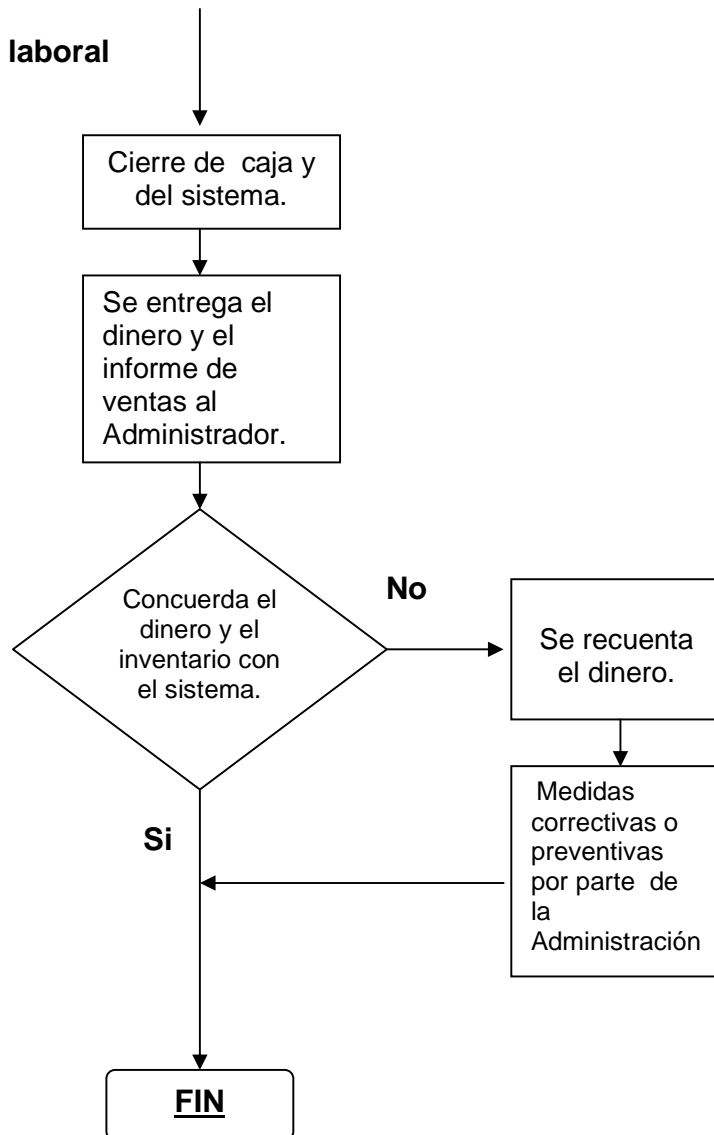 laboral
Cierre de caja y
del sistema.
Se entrega el
dinero y el
informe de
ventas al
Administrador.
Concuerda el
dinero y el
inventario con
el sistema.
No
Se recuenta
el dinero.
Medidas
correctivas o
preventivas
por parte de
la
Administración
Si
FIN